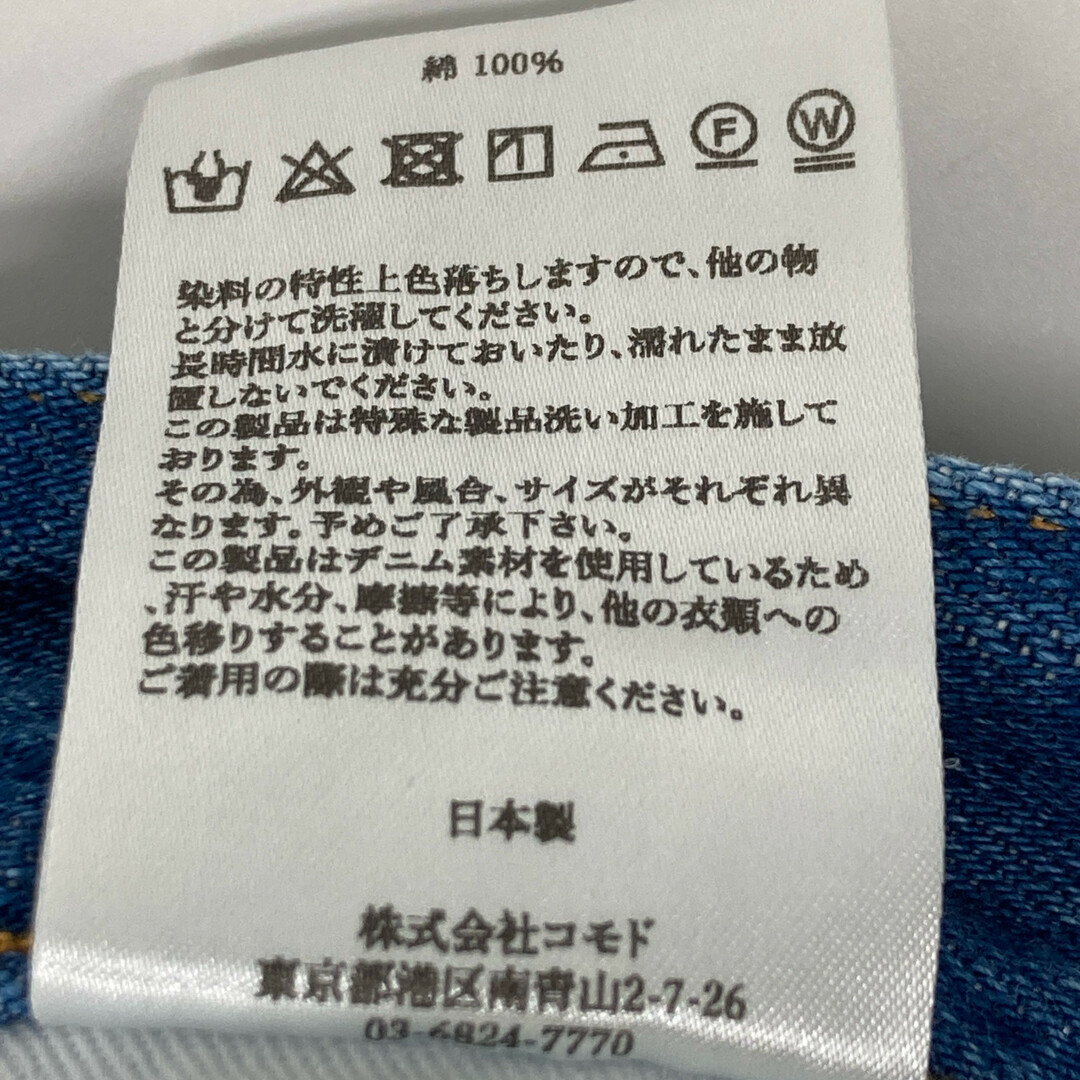 綿 100%
F W
染料の特性上色落ちしますので、他の物
と分けて洗濯してください。
長時間水に漬けておいたり、濡れたまま放
置しないでください。
この製品は特殊な製品洗い加工を施して
おります。
その為、外観や風合、サイズがそれぞれ異
なります。予めご了承下さい。
この製品はデニム素材を使用しているため
、汗や水分、摩擦等により、他の衣類への
色移りすることがあります。
ご着用の際は充分ご注意ください。
日本製
株式会社コモド
東京都港区南青山2-7-26
03-6824-7770